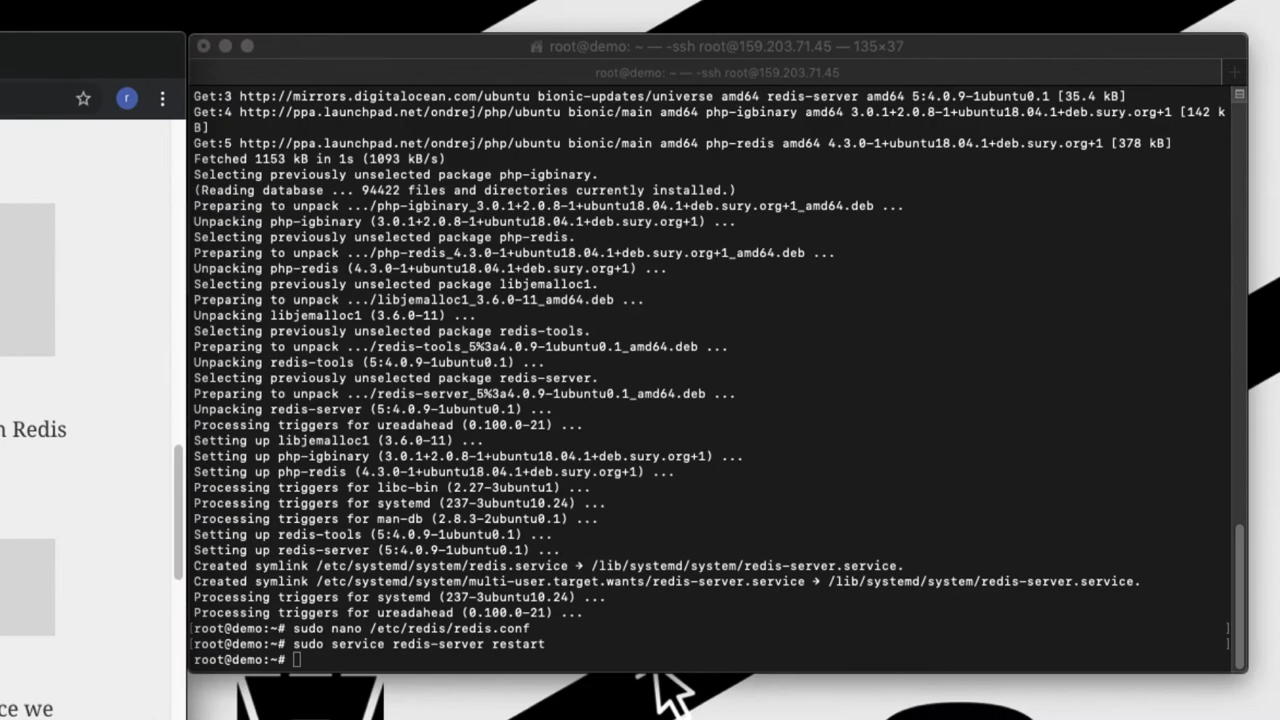 root@demo: ~ — -ssh root@159.203.71.45 — 135×37
root@demo: ~ — -ssh root@159.203.71.45
r
Get:3 http://mirrors.digitalocean.com/ubuntu bionic-updates/universe amd64 redis-server amd64 5:4.0.9-1ubuntu0.1 [35.4 kB]
Get:4 http://ppa.launchpad.net/ondrej/php/ubuntu bionic/main amd64 php-igbinary amd64 3.0.1+2.0.8-1+ubuntu18.04.1+deb.sury.org+1 [142 k
B]
Get:5 http://ppa.launchpad.net/ondrej/php/ubuntu bionic/main amd64 php-redis amd64 4.3.0-1+ubuntu18.04.1+deb.sury.org+1 [378 kB]
Fetched 1153 kB in 1s (1093 kB/s)
Selecting previously unselected package php-igbinary.
(Reading database ... 94422 files and directories currently installed.)
Preparing to unpack .../php-igbinary_3.0.1+2.0.8-1+ubuntu18.04.1+deb.sury.org+1_amd64.deb ...
Unpacking php-igbinary (3.0.1+2.0.8-1+ubuntu18.04.1+deb.sury.org+1) ...
Selecting previously unselected package php-redis.
Preparing to unpack .../php-redis_4.3.0-1+ubuntu18.04.1+deb.sury.org+1_amd64.deb ...
Unpacking php-redis (4.3.0-1+ubuntu18.04.1+deb.sury.org+1) ...
Selecting previously unselected package libjemalloc1.
Preparing to unpack .../libjemalloc1_3.6.0-11_amd64.deb ...
Unpacking libjemalloc1 (3.6.0-11) ...
Selecting previously unselected package redis-tools.
Preparing to unpack .../redis-tools_5%3a4.0.9-1ubuntu0.1_amd64.deb ...
Unpacking redis-tools (5:4.0.9-1ubuntu0.1) ...
Selecting previously unselected package redis-server.
Preparing to unpack .../redis-server_5%3a4.0.9-1ubuntu0.1_amd64.deb ...
Unpacking redis-server (5:4.0.9-1ubuntu0.1) ...
Processing triggers for ureadahead (0.100.0-21) ...
Setting up libjemalloc1 (3.6.0-11) ...
Setting up php-igbinary (3.0.1+2.0.8-1+ubuntu18.04.1+deb.sury.org+1) ...
Setting up php-redis (4.3.0-1+ubuntu18.04.1+deb.sury.org+1) ...
Processing triggers for libc-bin (2.27-3ubuntu1) ...
Processing triggers for systemd (237-3ubuntu10.24) ...
Processing triggers for man-db (2.8.3-2ubuntu0.1) ...
Setting up redis-tools (5:4.0.9-1ubuntu0.1) ...
Setting up redis-server (5:4.0.9-1ubuntu0.1) ...
Created symlink /etc/systemd/system/redis.service → /lib/systemd/system/redis-server.service.
Created symlink /etc/systemd/system/multi-user.target.wants/redis-server.service → /lib/systemd/system/redis-server.service.
Processing triggers for systemd (237-3ubuntu10.24) ...
Processing triggers for ureadahead (0.100.0-21) ...
[root@demo:~# sudo nano /etc/redis/redis.conf ]
[root@demo:~# sudo service redis-server restart ]
root@demo:~#
n Redis
ce we